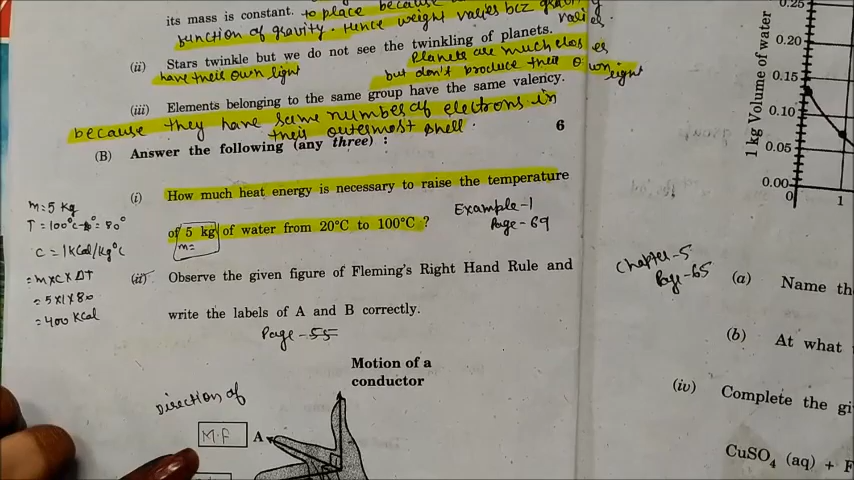 its mass is constant. to place because
function of gravity. Hence weight varies bcz gravity
varies.
(ii) Stars twinkle but we do not see the twinkling of planets.
have their own light
Planets are much closer
but don't produce their own light
(iii) Elements belonging to the same group have the same valency.
because they have same number of electrons in
their outermost shell.
6
(B) Answer the following (any three) :
(i) How much heat energy is necessary to raise the temperature
of 5 kg of water from 20°C to 100°C ?
m=
Example-1
Page-69
m=5 kg
C = 1 KCal/kg°C
= m×C×ΔT
= 5×1×80
= 400 KCal
(ii) Observe the given figure of Fleming's Right Hand Rule and
write the labels of A and B correctly.
Page-55
Motion of a
conductor
Direction of
M.F A
1 kg Volume of water
0.25
0.20
0.15
0.10
0.05
0.00
0 1
Chapter-5
Page-65
(a) Name th
(b) At what
(iv) Complete the gi
CuSO₄ (aq) + F